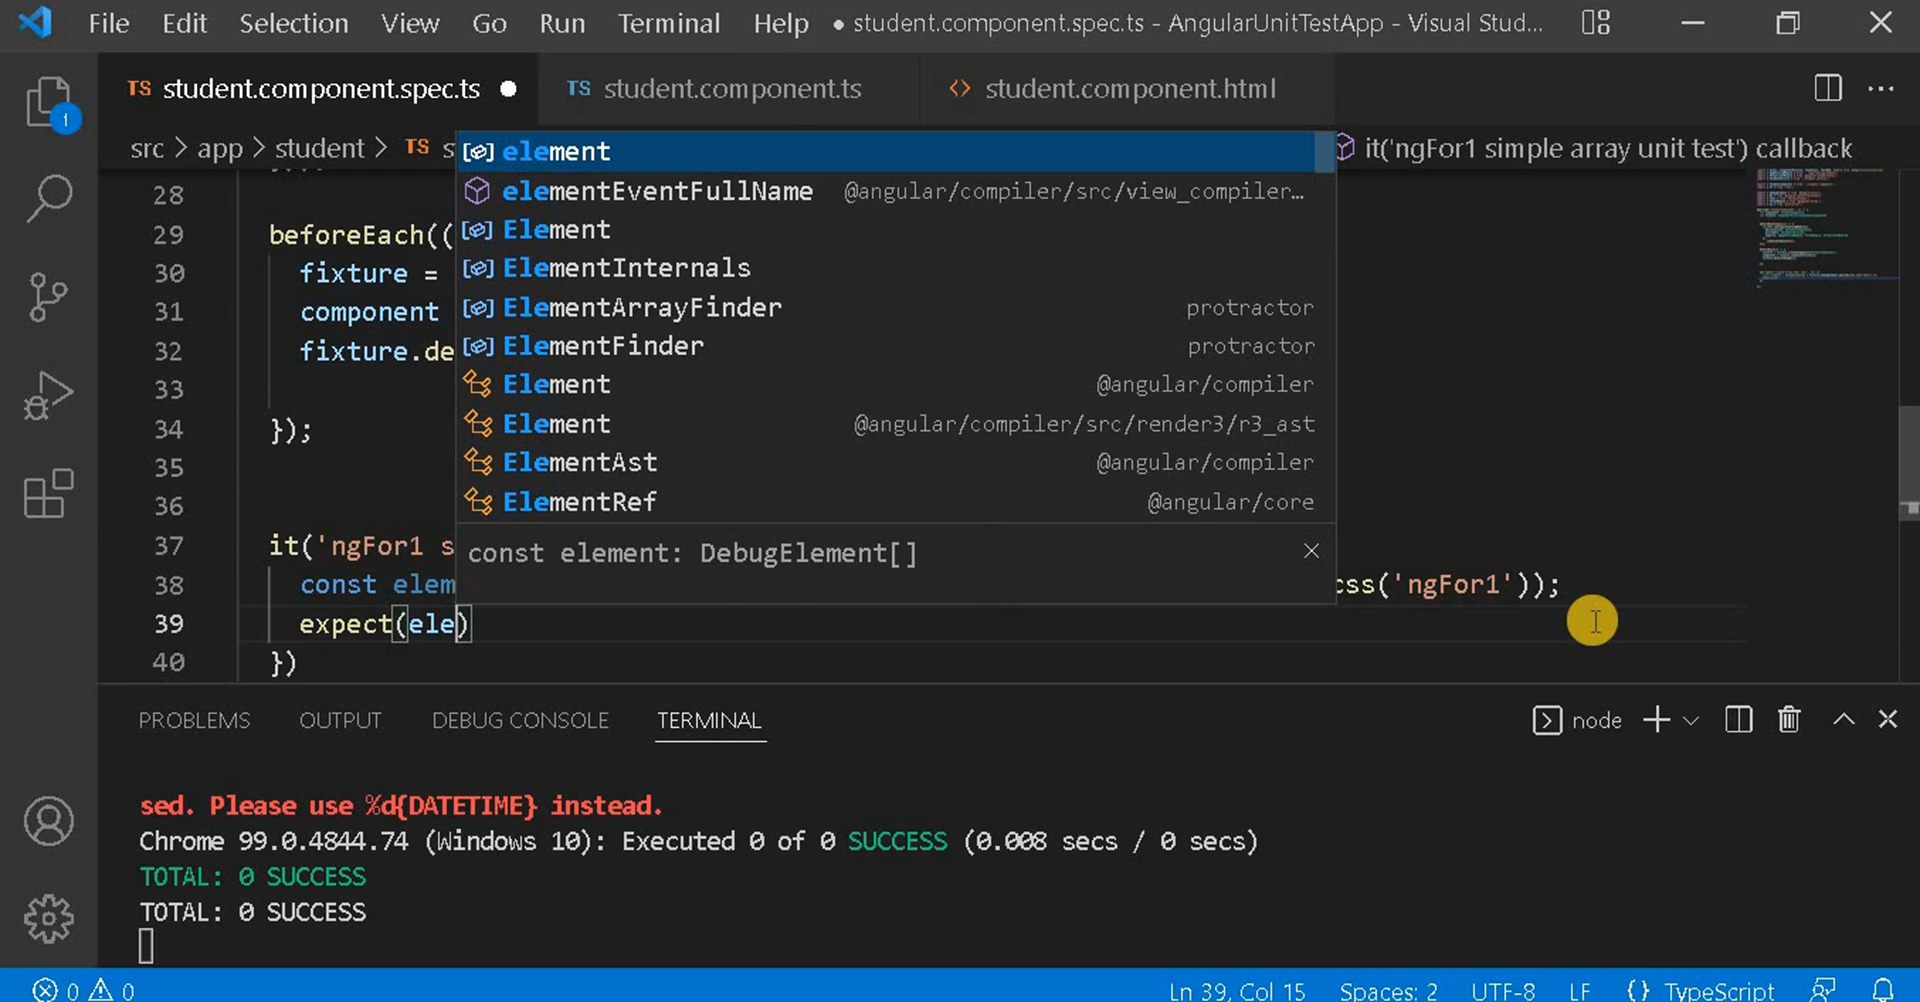 File Edit Selection View Go Run Terminal Help ● student.component.spec.ts - AngularUnitTestApp - Visual Stud...
TS student.component.spec.ts ● TS student.component.ts <> student.component.html ...
1
src > app > student > TS s it('ngFor1 simple array unit test') callback
element
elementEventFullName @angular/compiler/src/view_compiler...
Element
ElementInternals
ElementArrayFinder protractor
ElementFinder protractor
Element @angular/compiler
Element @angular/compiler/src/render3/r3_ast
ElementAst @angular/compiler
ElementRef @angular/core
const element: DebugElement[]
28
29 beforeEach((
30 fixture =
31 component
32 fixture.de
33
34 });
35
36
37 it('ngFor1 s
38 const elem css('ngFor1'));
39 expect(ele)
40 })
PROBLEMS OUTPUT DEBUG CONSOLE TERMINAL node
sed. Please use %d{DATETIME} instead.
Chrome 99.0.4844.74 (Windows 10): Executed 0 of 0 SUCCESS (0.008 secs / 0 secs)
TOTAL: 0 SUCCESS
TOTAL: 0 SUCCESS
0 0 Ln 39, Col 15 Spaces: 2 UTF-8 LF {} TypeScript